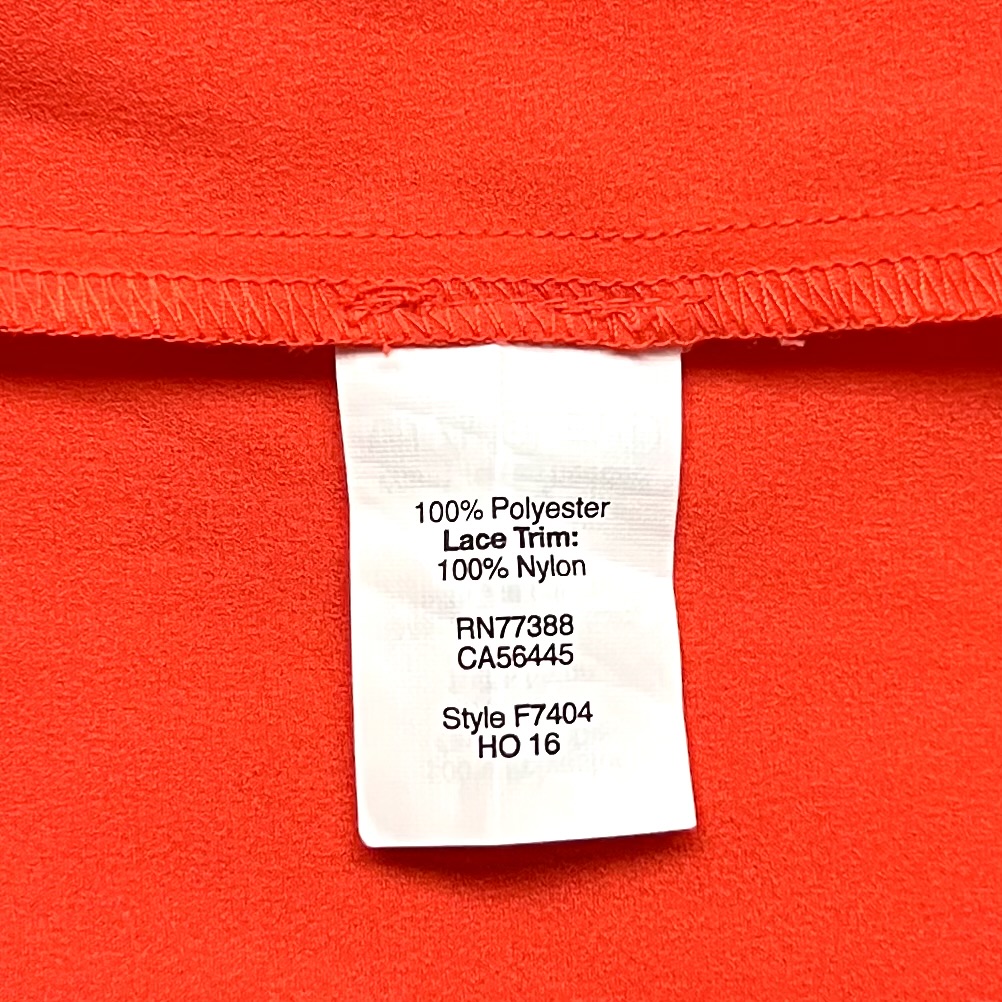 100% Polyester
Lace Trim:
100% Nylon
RN77388
CA56445
Style F7404
HO 16